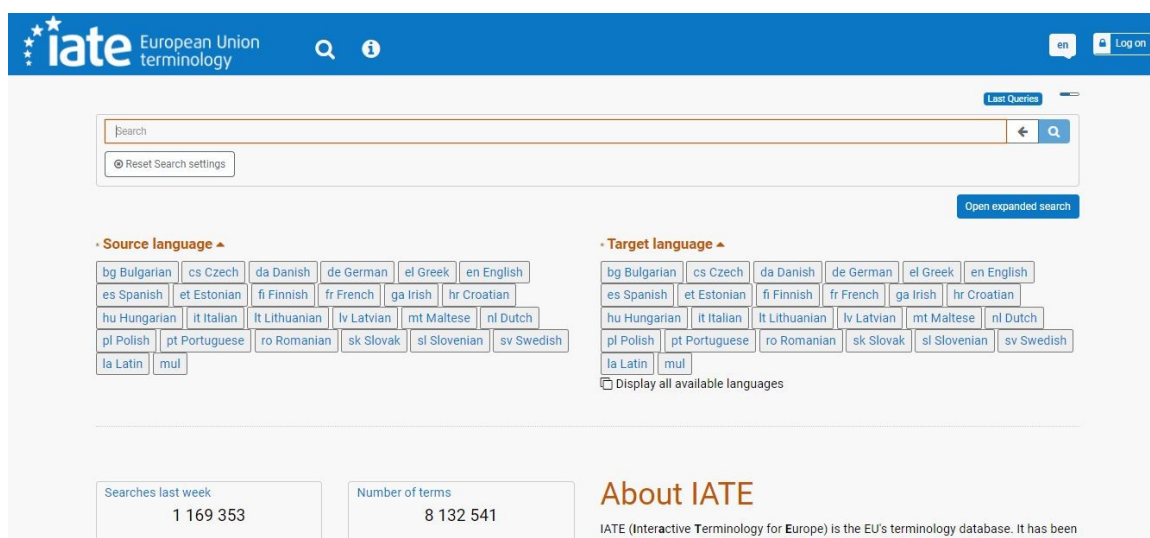 iate European Union
terminology
en
Log on
Last Queries
Search
Reset Search settings
Open expanded search
Source language
bg Bulgarian cs Czech da Danish de German el Greek en English
es Spanish et Estonian fi Finnish fr French ga Irish hr Croatian
hu Hungarian it Italian lt Lithuanian lv Latvian mt Maltese nl Dutch
pl Polish pt Portuguese ro Romanian sk Slovak sl Slovenian sv Swedish
la Latin mul
Target language
bg Bulgarian cs Czech da Danish de German el Greek en English
es Spanish et Estonian fi Finnish fr French ga Irish hr Croatian
hu Hungarian it Italian lt Lithuanian lv Latvian mt Maltese nl Dutch
pl Polish pt Portuguese ro Romanian sk Slovak sl Slovenian sv Swedish
la Latin mul
Display all available languages
Searches last week
1 169 353
Number of terms
8 132 541
About IATE
IATE (Interactive Terminology for Europe) is the EU's terminology database. It has been